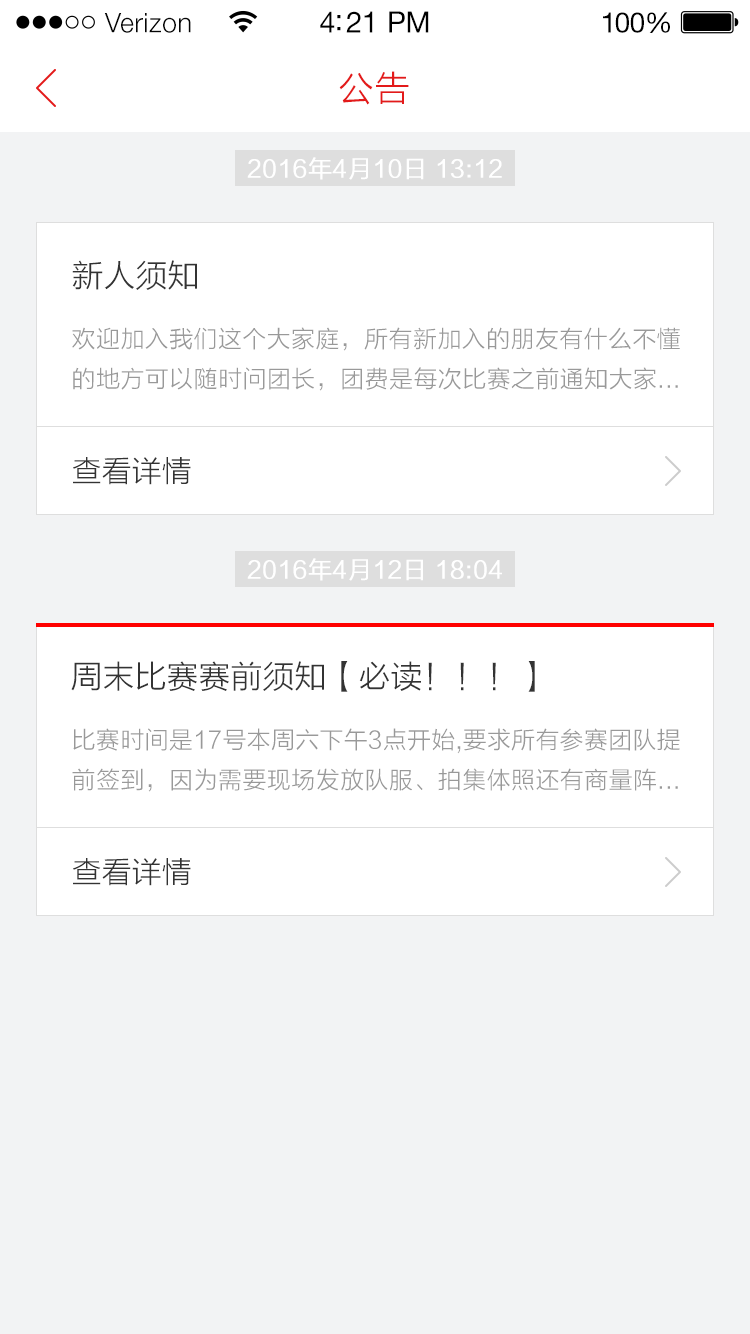 Verizon 4:21 PM 100%
公告
2016年4月10日 13:12
新人须知
欢迎加入我们这个大家庭，所有新加入的朋友有什么不懂
的地方可以随时问团长，团费是每次比赛之前通知大家...
查看详情
2016年4月12日 18:04
周末比赛赛前须知【必读！！！】
比赛时间是17号本周六下午3点开始,要求所有参赛团队提
前签到，因为需要现场发放队服、拍集体照还有商量阵...
查看详情